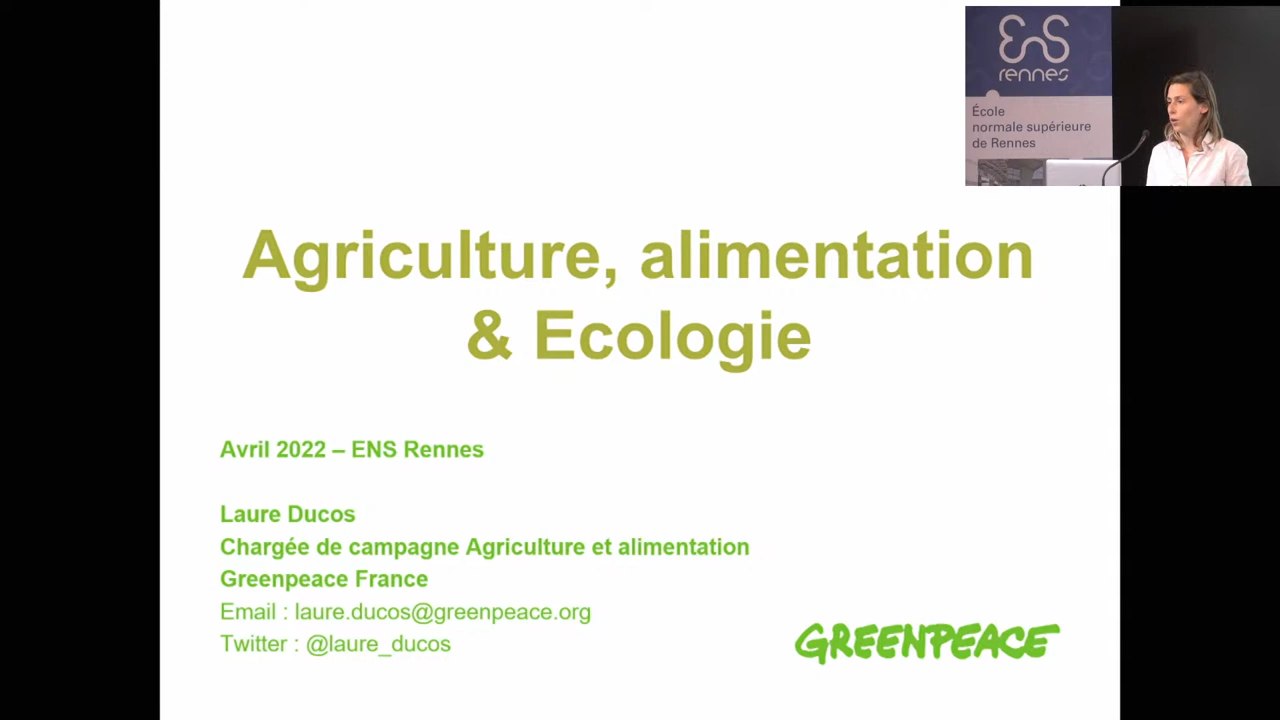 EnS
rennes
École
normale supérieure
de Rennes
Agriculture, alimentation
& Ecologie
Avril 2022 – ENS Rennes
Laure Ducos
Chargée de campagne Agriculture et alimentation
Greenpeace France
Email : laure.ducos@greenpeace.org
Twitter : @laure_ducos
GREENPEACE